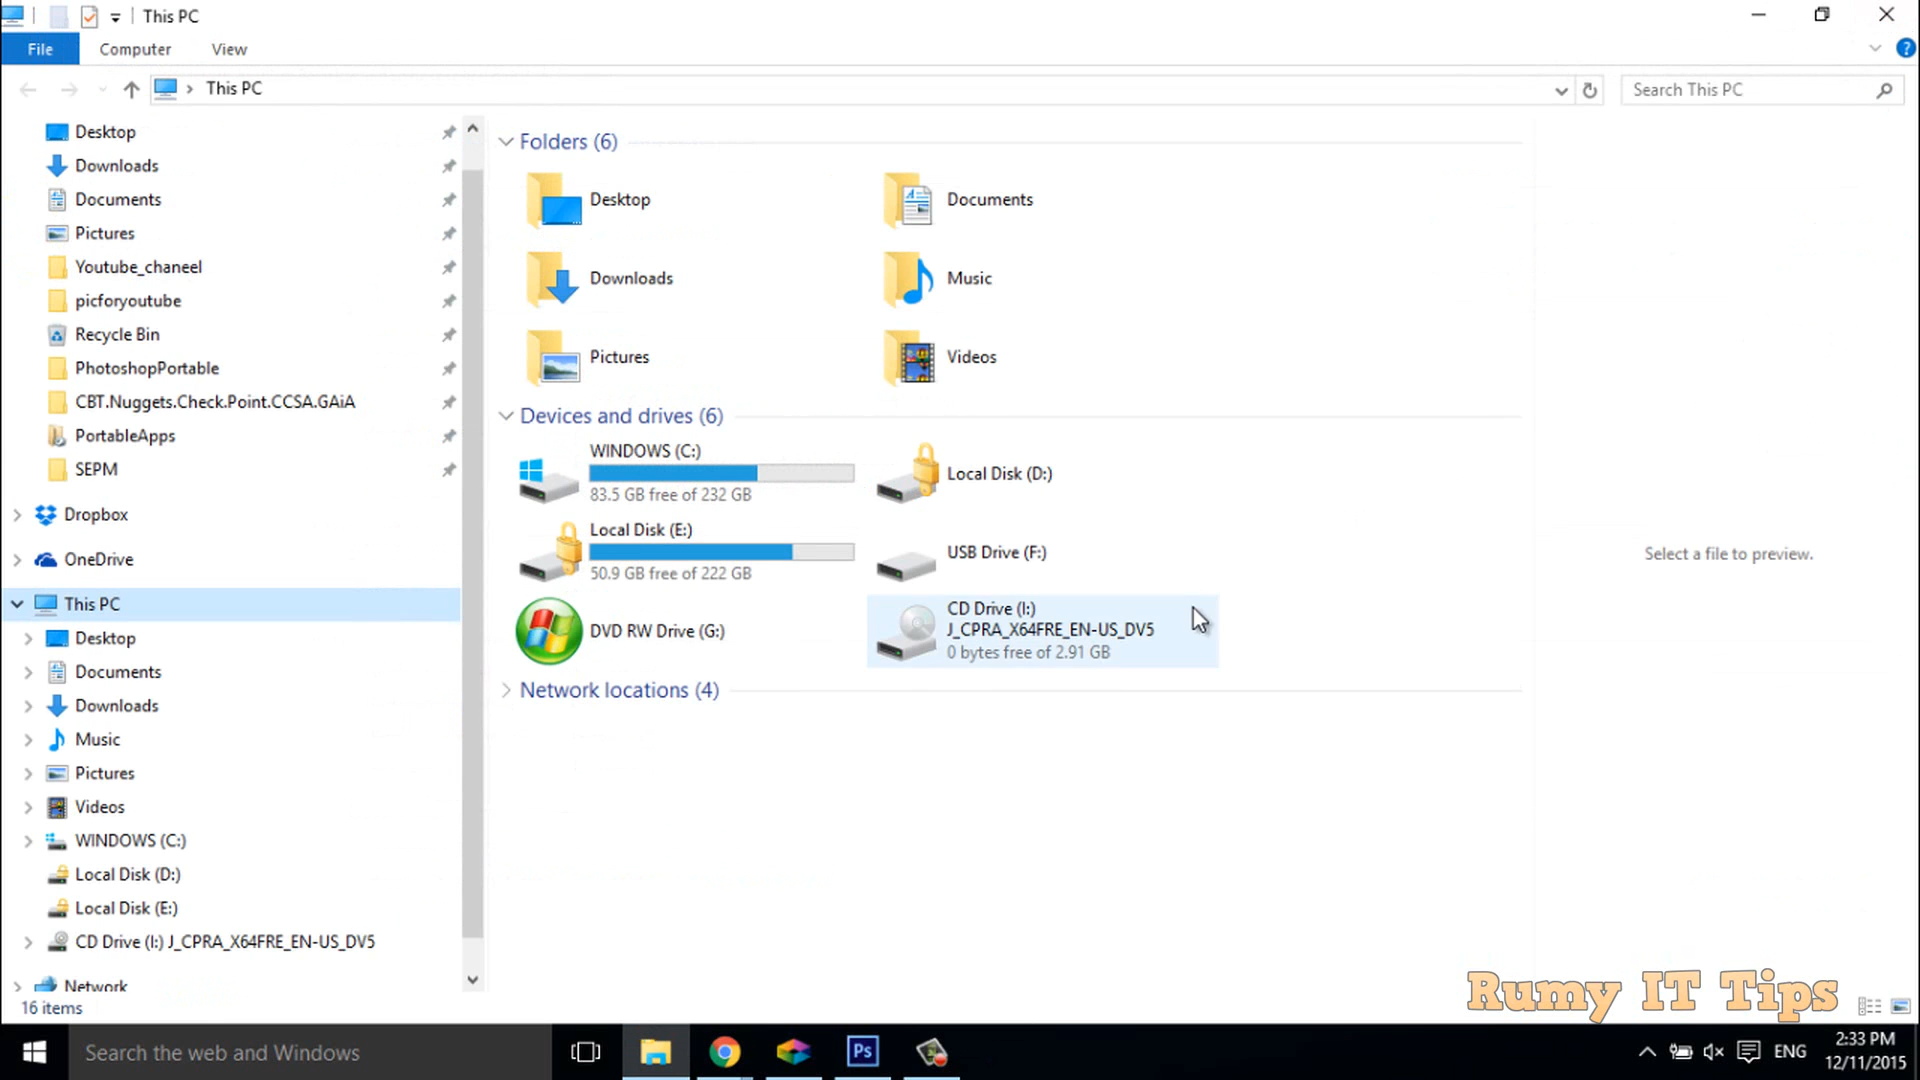 This PC
File
Computer
View
This PC
Search This PC
Desktop
Downloads
Documents
Pictures
Youtube_chaneel
picforyoutube
Recycle Bin
PhotoshopPortable
CBT.Nuggets.Check.Point.CCSA.GAiA
PortableApps
SEPM
Dropbox
OneDrive
This PC
Desktop
Documents
Downloads
Music
Pictures
Videos
WINDOWS (C:)
Local Disk (D:)
Local Disk (E:)
CD Drive (I:) J_CPRA_X64FRE_EN-US_DV5
Network
16 items
Folders (6)
Desktop
Documents
Downloads
Music
Pictures
Videos
Devices and drives (6)
WINDOWS (C:)
83.5 GB free of 232 GB
Local Disk (D:)
Local Disk (E:)
50.9 GB free of 222 GB
USB Drive (F:)
DVD RW Drive (G:)
CD Drive (I:)
J_CPRA_X64FRE_EN-US_DV5
0 bytes free of 2.91 GB
Network locations (4)
Select a file to preview.
Rumy IT Tips
Search the web and Windows
Ps
ENG
2:33 PM
12/11/2015